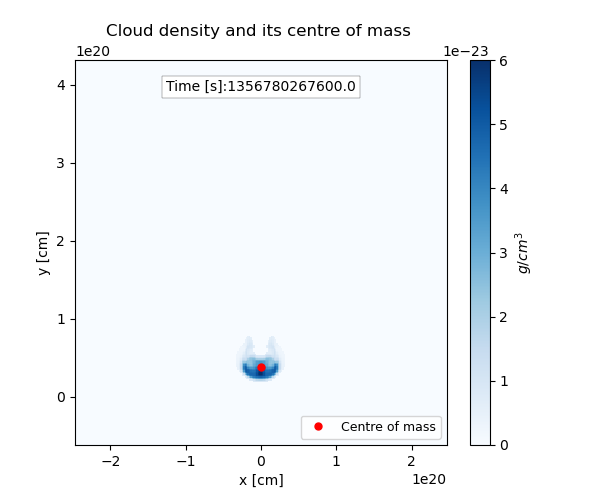 Cloud density and its centre of mass
1e20
1e−23
Time [s]:1356780267600.0
4
3
2
1
0
y [cm]
−2
−1
0
1
2
x [cm]
1e20
Centre of mass
6
5
4
3
2
1
0
g/cm³